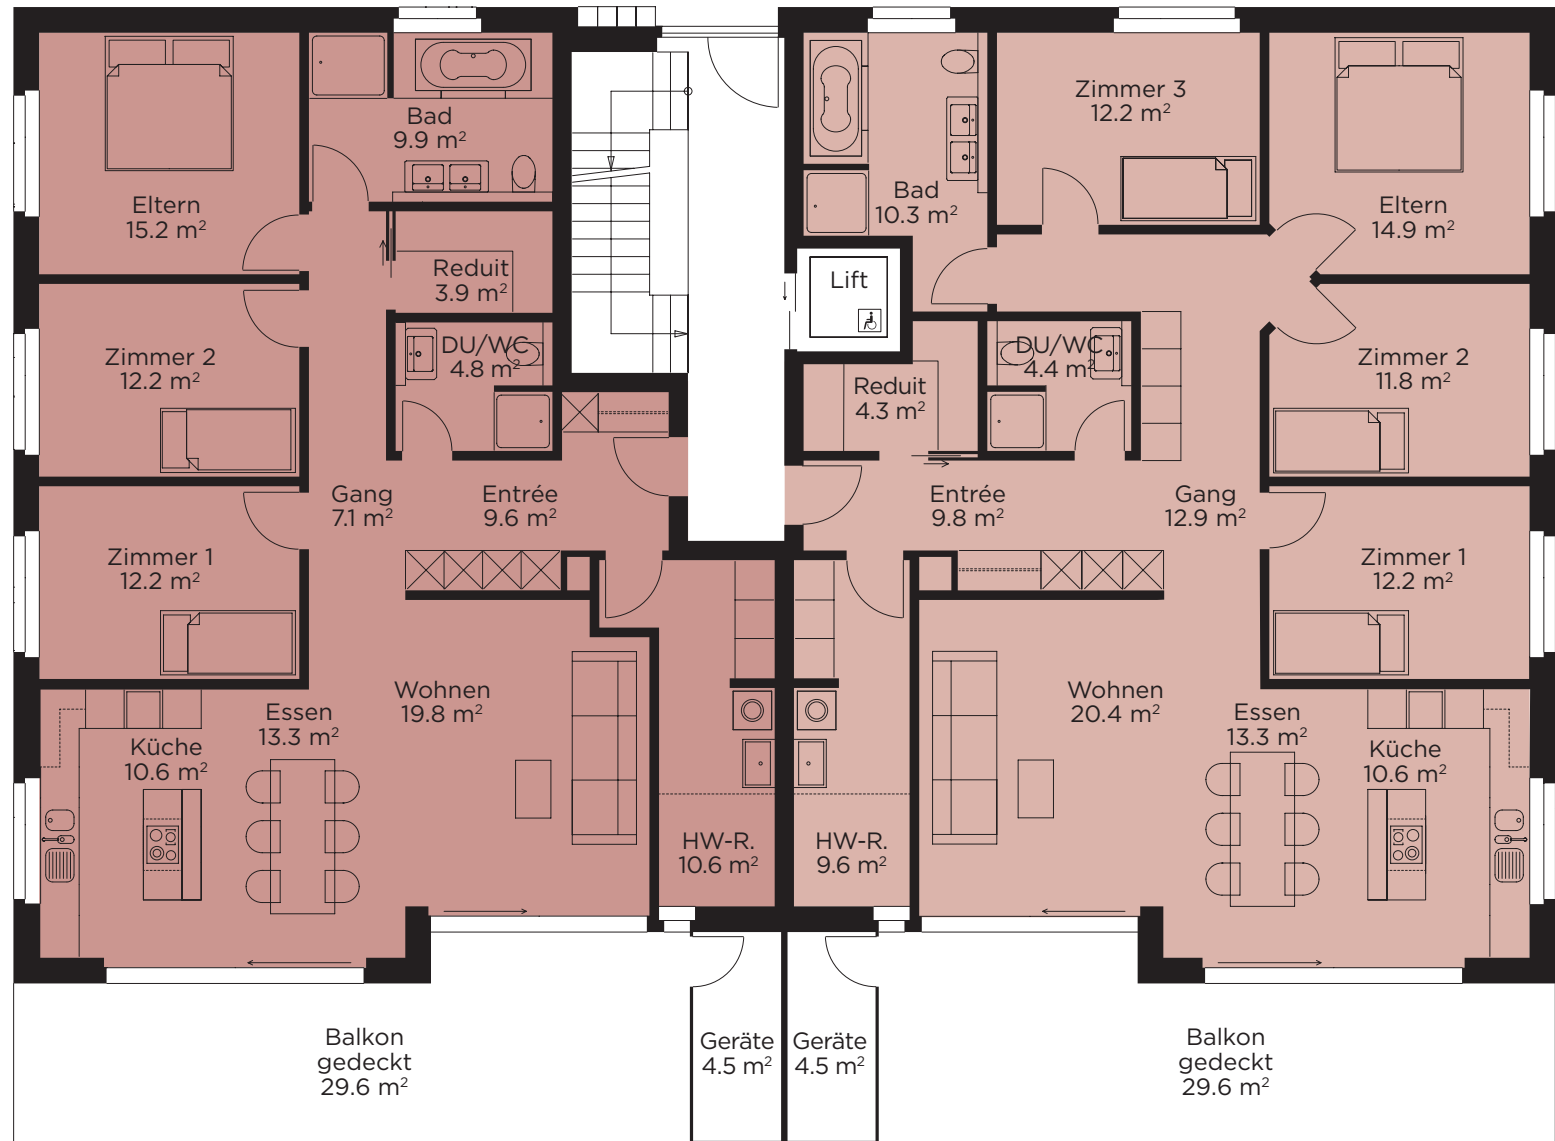 Bad
9.9 m²
Eltern
15.2 m²
Reduit
3.9 m²
Zimmer 2
12.2 m²
DU/WC
4.8 m²
Gang
7.1 m²
Entrée
9.6 m²
Zimmer 1
12.2 m²
Wohnen
19.8 m²
Essen
13.3 m²
Küche
10.6 m²
HW-R.
10.6 m²
Balkon
gedeckt
29.6 m²
Geräte
4.5 m²
Lift
Zimmer 3
12.2 m²
Bad
10.3 m²
Eltern
14.9 m²
Zimmer 2
11.8 m²
DU/WC
4.4 m²
Reduit
4.3 m²
Entrée
9.8 m²
Gang
12.9 m²
Zimmer 1
12.2 m²
Wohnen
20.4 m²
Essen
13.3 m²
Küche
10.6 m²
HW-R.
9.6 m²
Geräte
4.5 m²
Balkon
gedeckt
29.6 m²